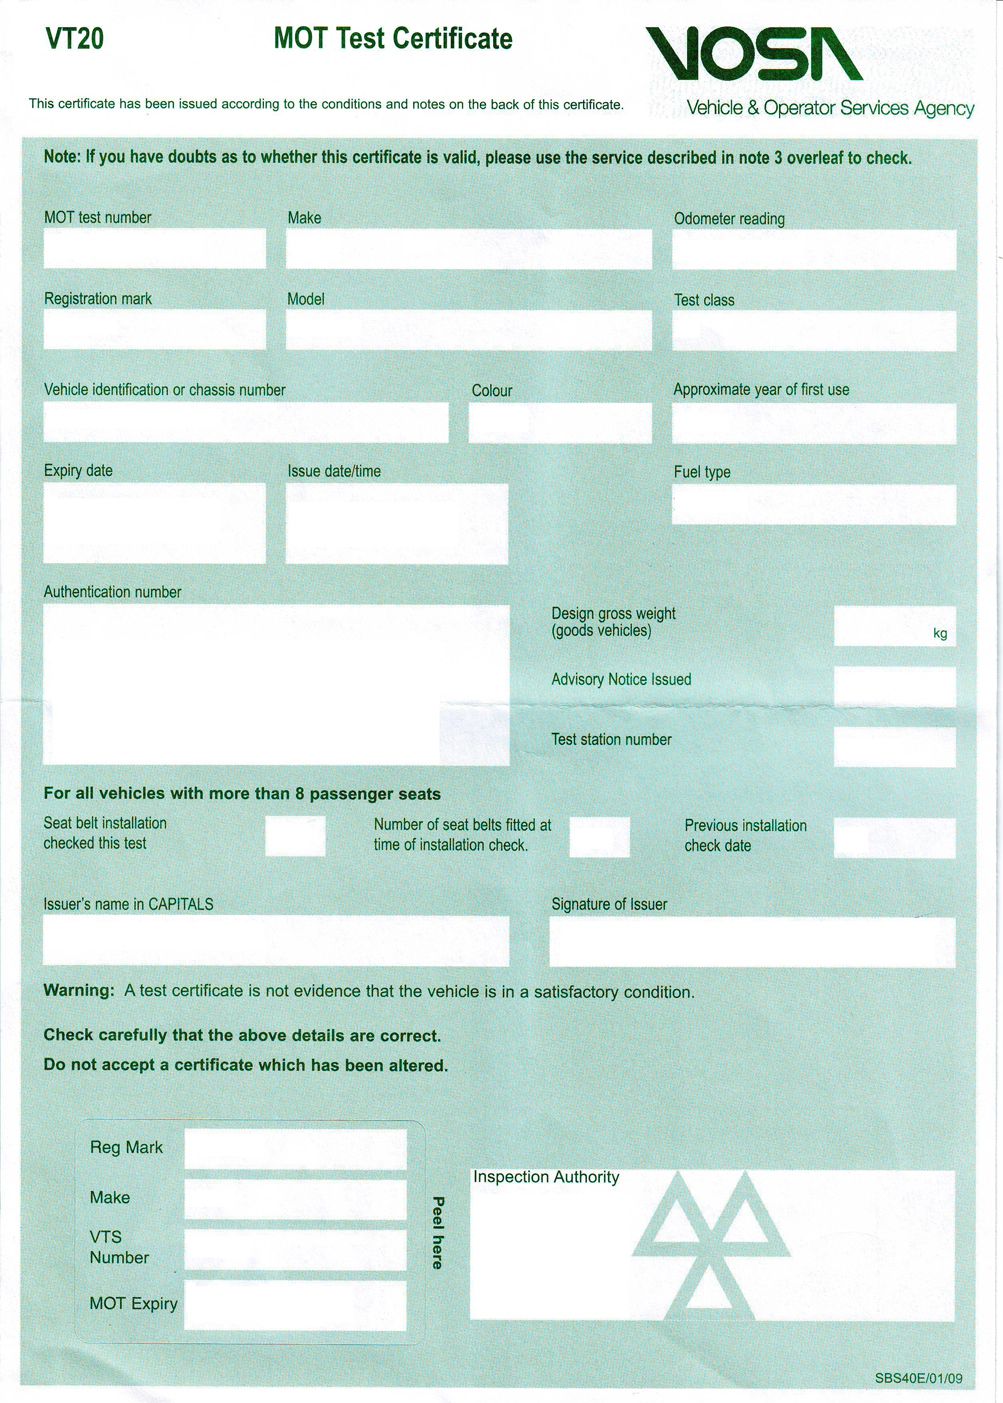 VT20
MOT Test Certificate
VOSA
This certificate has been issued according to the conditions and notes on the back of this certificate.
Vehicle & Operator Services Agency
Note: If you have doubts as to whether this certificate is valid, please use the service described in note 3 overleaf to check.
MOT test number
Make
Odometer reading
Registration mark
Model
Test class
Vehicle identification or chassis number
Colour
Approximate year of first use
Expiry date
Issue date/time
Fuel type
Authentication number
Design gross weight
(goods vehicles)
kg
Advisory Notice Issued
Test station number
For all vehicles with more than 8 passenger seats
Seat belt installation
checked this test
Number of seat belts fitted at
time of installation check.
Previous installation
check date
Issuer's name in CAPITALS
Signature of Issuer
Warning: A test certificate is not evidence that the vehicle is in a satisfactory condition.
Check carefully that the above details are correct.
Do not accept a certificate which has been altered.
Reg Mark
Make
VTS
Number
MOT Expiry
Peel here
Inspection Authority
SBS40E/01/09